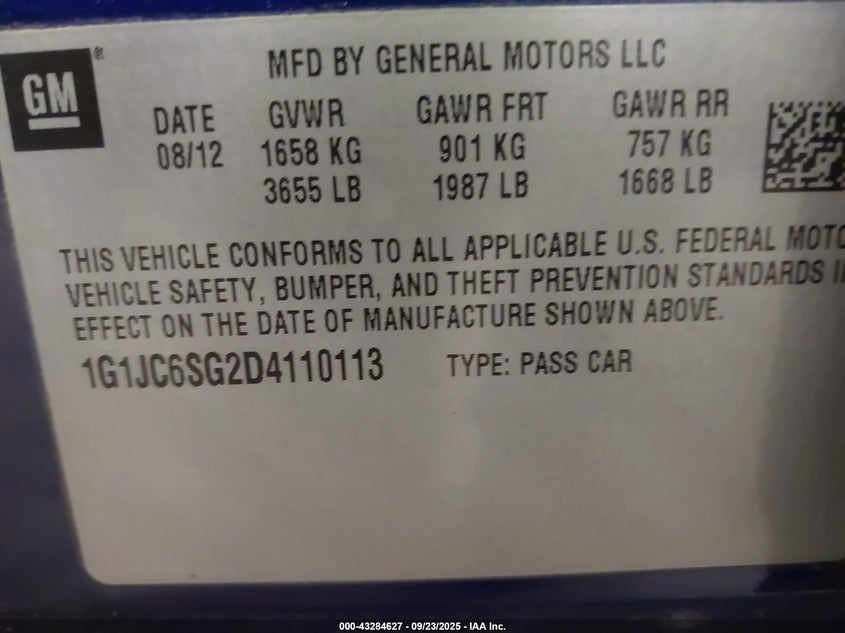 GM ®
MFD BY GENERAL MOTORS LLC
DATE GVWR GAWR FRT GAWR RR
08/12 1658 KG 901 KG 757 KG
3655 LB 1987 LB 1668 LB
THIS VEHICLE CONFORMS TO ALL APPLICABLE U.S. FEDERAL MOTO
VEHICLE SAFETY, BUMPER, AND THEFT PREVENTION STANDARDS I
EFFECT ON THE DATE OF MANUFACTURE SHOWN ABOVE.
1G1JC6SG2D4110113 TYPE: PASS CAR
000-43284627 - 09/23/2025 - IAA Inc.